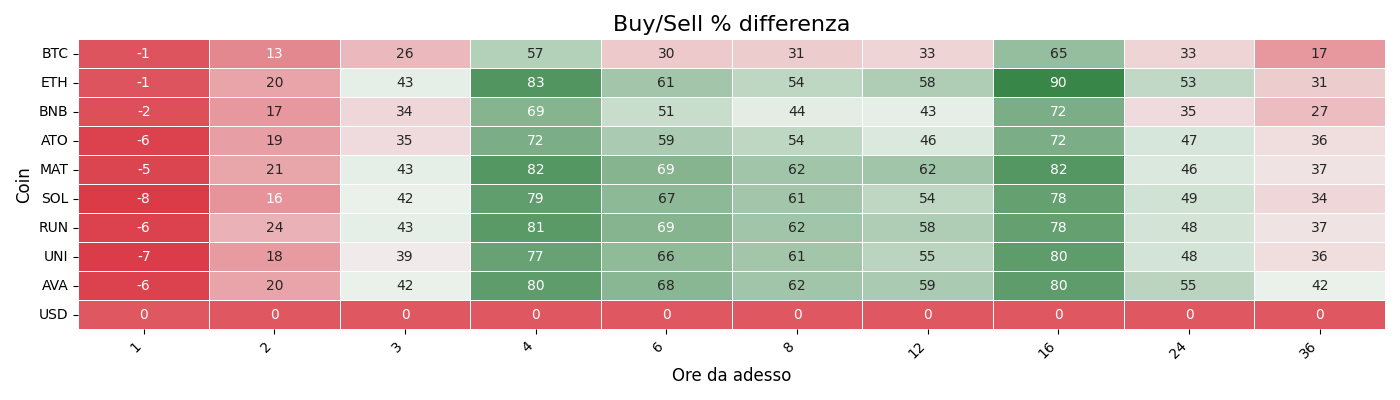 Buy/Sell % differenza
Coin
BTC -1 13 26 57 30 31 33 65 33 17
ETH -1 20 43 83 61 54 58 90 53 31
BNB -2 17 34 69 51 44 43 72 35 27
ATO -6 19 35 72 59 54 46 72 47 36
MAT -5 21 43 82 69 62 62 82 46 37
SOL -8 16 42 79 67 61 54 78 49 34
RUN -6 24 43 81 69 62 58 78 48 37
UNI -7 18 39 77 66 61 55 80 48 36
AVA -6 20 42 80 68 62 59 80 55 42
USD 0 0 0 0 0 0 0 0 0 0
1 2 3 4 6 8 12 16 24 36
Ore da adesso